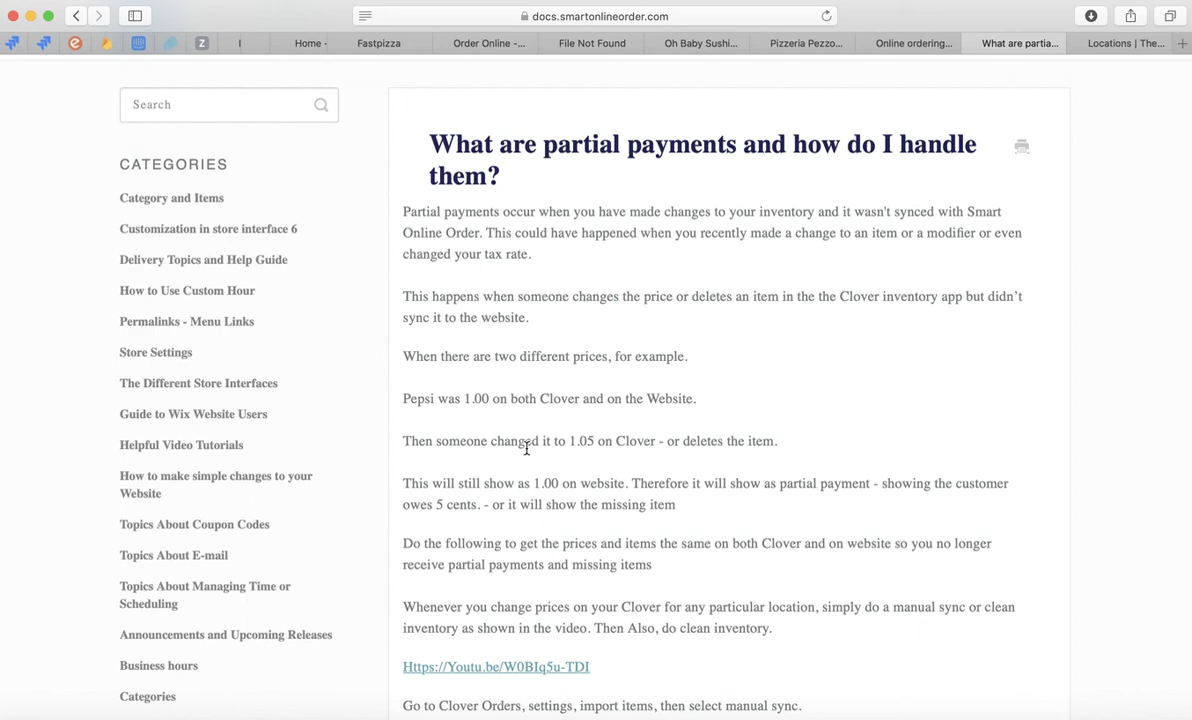 docs.smartonlineorder.com
Home -
Fastpizza
Order Online -...
File Not Found
Oh Baby Sushi...
Pizzeria Pezzo...
Online ordering...
What are partia...
Locations | The...
Search
CATEGORIES
Category and Items
Customization in store interface 6
Delivery Topics and Help Guide
How to Use Custom Hour
Permalinks - Menu Links
Store Settings
The Different Store Interfaces
Guide to Wix Website Users
Helpful Video Tutorials
How to make simple changes to your
Website
Topics About Coupon Codes
Topics About E-mail
Topics About Managing Time or
Scheduling
Announcements and Upcoming Releases
Business hours
Categories
What are partial payments and how do I handle
them?
Partial payments occur when you have made changes to your inventory and it wasn't synced with Smart
Online Order. This could have happened when you recently made a change to an item or a modifier or even
changed your tax rate.
This happens when someone changes the price or deletes an item in the the Clover inventory app but didn’t
sync it to the website.
When there are two different prices, for example.
Pepsi was 1.00 on both Clover and on the Website.
Then someone changed it to 1.05 on Clover - or deletes the item.
This will still show as 1.00 on website. Therefore it will show as partial payment - showing the customer
owes 5 cents. - or it will show the missing item
Do the following to get the prices and items the same on both Clover and on website so you no longer
receive partial payments and missing items
Whenever you change prices on your Clover for any particular location, simply do a manual sync or clean
inventory as shown in the video. Then Also, do clean inventory.
Https://Youtu.be/W0BIq5u-TDI
Go to Clover Orders, settings, import items, then select manual sync.